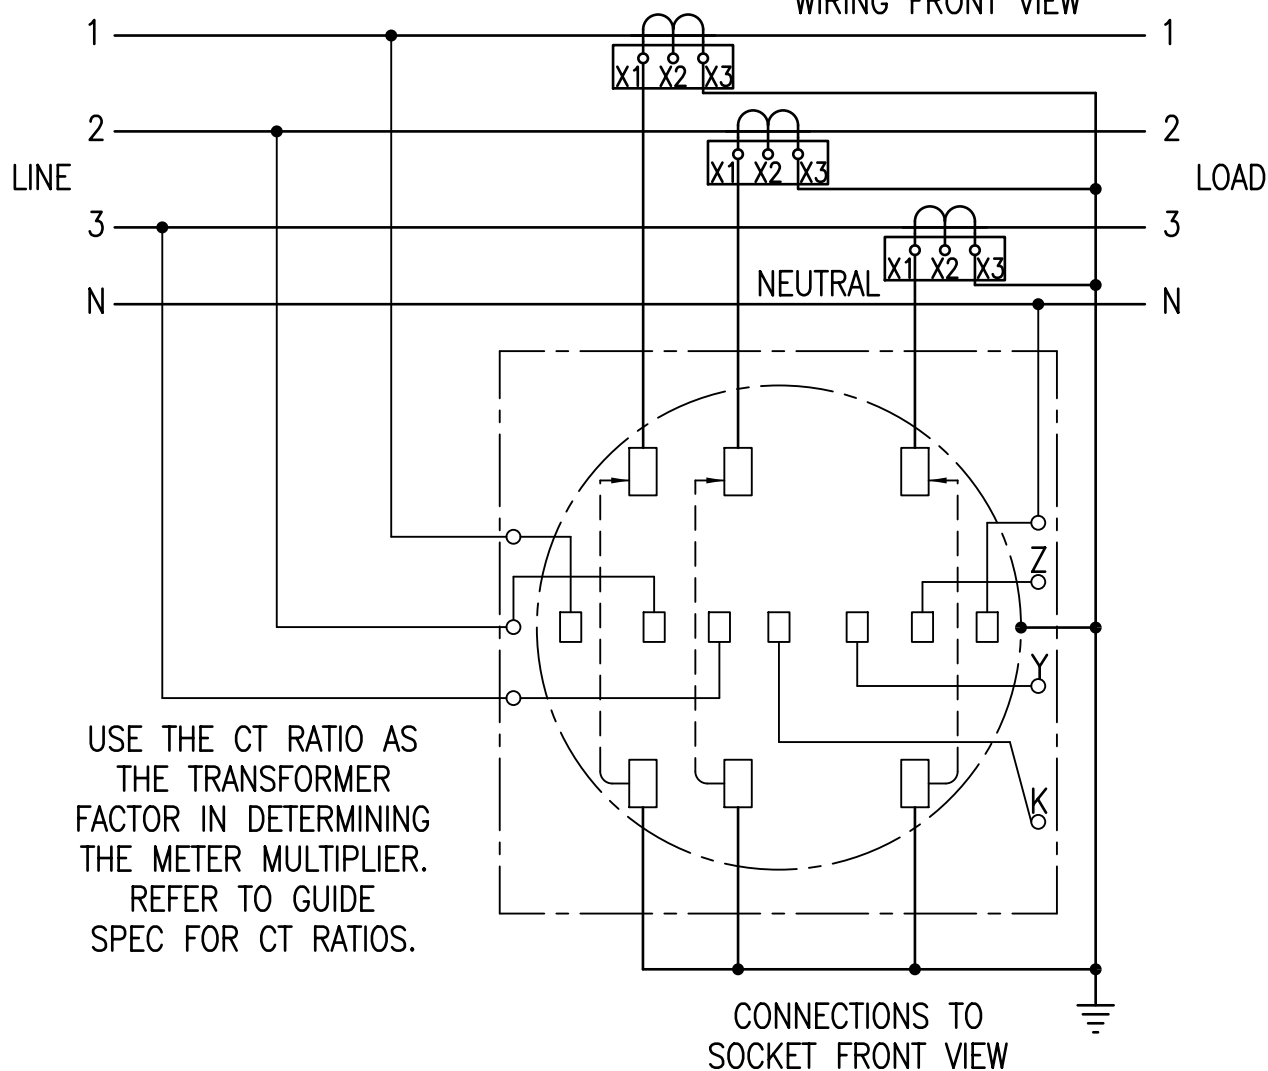 WIRING FRONT VIEW
1
1
X1 X2 X3
2
2
X1 X2 X3
LINE
LOAD
3
3
X1 X2 X3
NEUTRAL
N
N
Z
Y
K
USE THE CT RATIO AS
THE TRANSFORMER
FACTOR IN DETERMINING
THE METER MULTIPLIER.
REFER TO GUIDE
SPEC FOR CT RATIOS.
CONNECTIONS TO
SOCKET FRONT VIEW